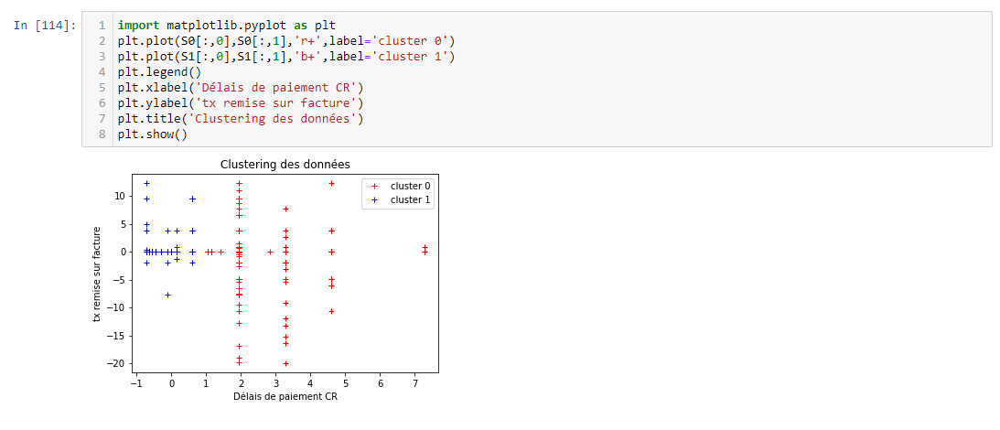 In [114]:
1 import matplotlib.pyplot as plt
2 plt.plot(S0[:,0],S0[:,1],'r+',label='cluster 0')
3 plt.plot(S1[:,0],S1[:,1],'b+',label='cluster 1')
4 plt.legend()
5 plt.xlabel('Délais de paiement CR')
6 plt.ylabel('tx remise sur facture')
7 plt.title('Clustering des données')
8 plt.show()
Clustering des données
cluster 0
cluster 1
tx remise sur facture
10
5
0
−5
−10
−15
−20
−1 0 1 2 3 4 5 6 7
Délais de paiement CR